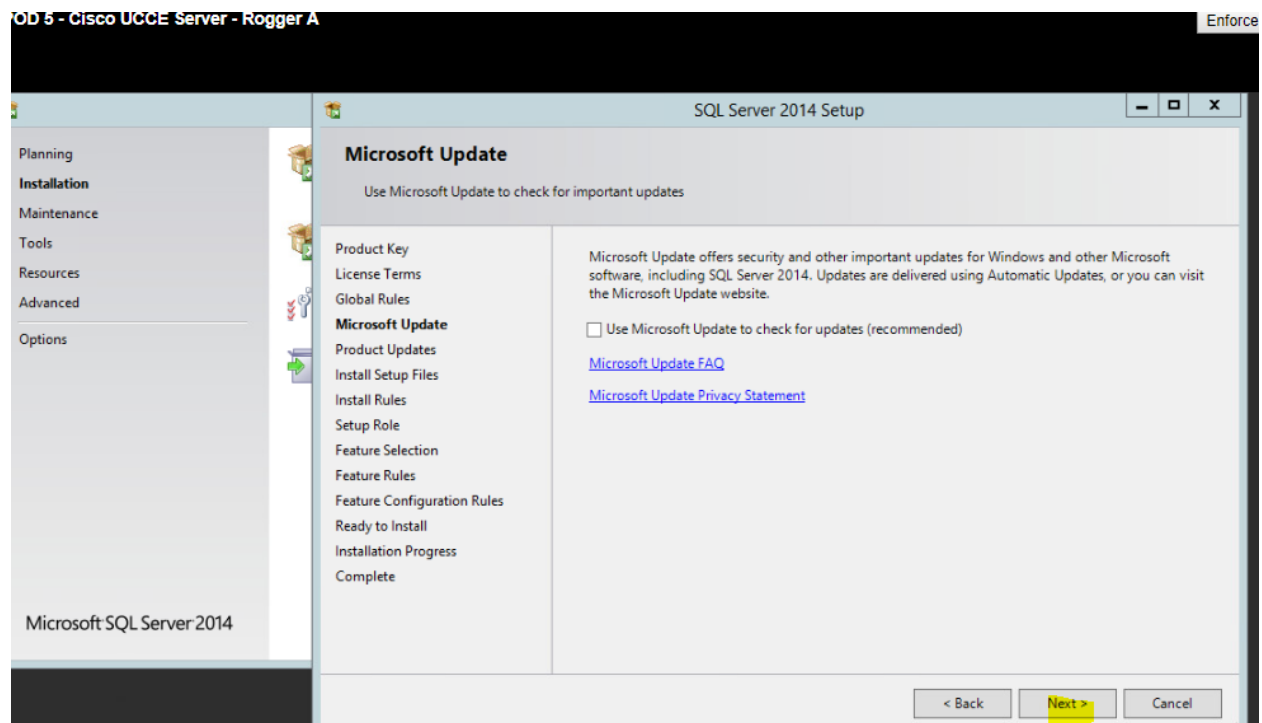 POD 5 - Cisco UCCE Server - Rogger A
Enforce
SQL Server 2014 Setup
Planning
Installation
Maintenance
Tools
Resources
Advanced
Options
Microsoft SQL Server 2014
Microsoft Update
Use Microsoft Update to check for important updates
Product Key
License Terms
Global Rules
Microsoft Update
Product Updates
Install Setup Files
Install Rules
Setup Role
Feature Selection
Feature Rules
Feature Configuration Rules
Ready to Install
Installation Progress
Complete
Microsoft Update offers security and other important updates for Windows and other Microsoft
software, including SQL Server 2014. Updates are delivered using Automatic Updates, or you can visit
the Microsoft Update website.
Use Microsoft Update to check for updates (recommended)
Microsoft Update FAQ
Microsoft Update Privacy Statement
< Back
Next >
Cancel